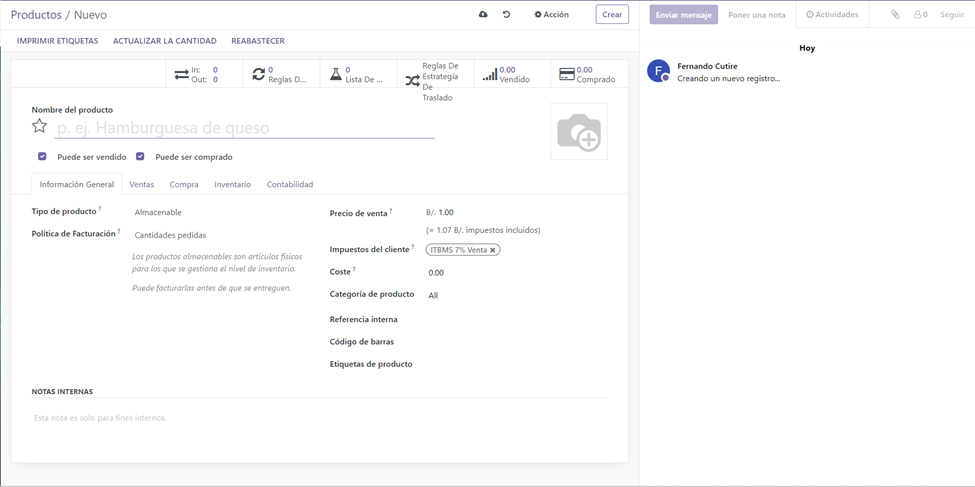 Productos / Nuevo
Acción
Crear
IMPRIMIR ETIQUETAS ACTUALIZAR LA CANTIDAD REABASTECER
In: 0
Out: 0
0
Reglas D...
0
Lista De ...
Reglas De
Estrategía
De
Traslado
0.00
Vendido
0.00
Comprado
Nombre del producto
p. ej. Hamburguesa de queso
Puede ser vendido Puede ser comprado
Información General Ventas Compra Inventario Contabilidad
Tipo de producto ? Almacenable
Política de Facturación ? Cantidades pedidas
Los productos almacenables son artículos físicos
para los que se gestiona el nivel de inventario.
Puede facturarlas antes de que se entreguen.
Precio de venta ? B/. 1.00
(= 1.07 B/. impuestos incluidos)
Impuestos del cliente ? ITBMS 7% Venta ✖
Coste ? 0.00
Categoría de producto All
Referencia interna
Código de barras
Etiquetas de producto
NOTAS INTERNAS
Esta nota es solo para fines internos.
Enviar mensaje Poner una nota Actividades 0 Seguir
Hoy
F
Fernando Cutire
Creando un nuevo registro...